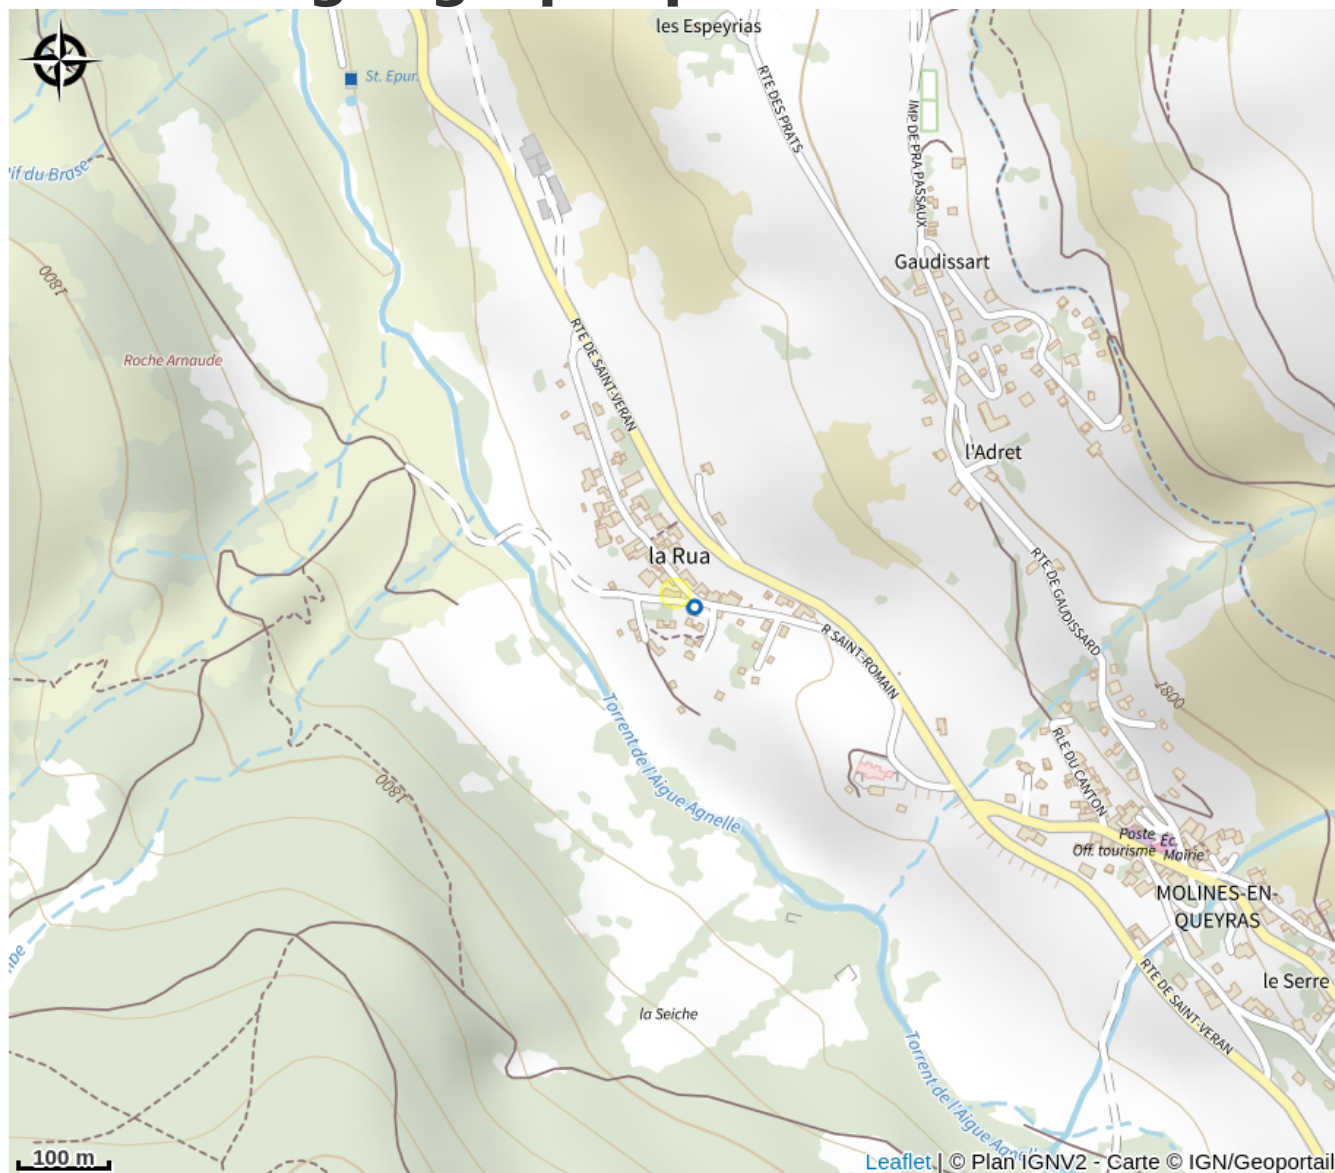 les Espeyrias
St. Epur.
RTE DES PRATS
IMP DE PRA PASSAUX
Rif du Brase
Gaudissart
1800
RTE DE SAINT-VERAN
Roche Arnaude
l'Adret
la Rua
RTE DE GAUDISSARD
R SAINT-ROMAIN
1800
Torrent de l'Aigue Agnelle
RLE DU CANTON
1800
Poste
Éc.
Off. tourisme
Mairie
MOLINES-EN-
QUEYRAS
le Serre
RTE DE SAINT-VERAN
la Seiche
Torrent de l'Aigue Agnelle
100 m
Leaflet | © Plan IGNV2 - Carte © IGN/Geoportail